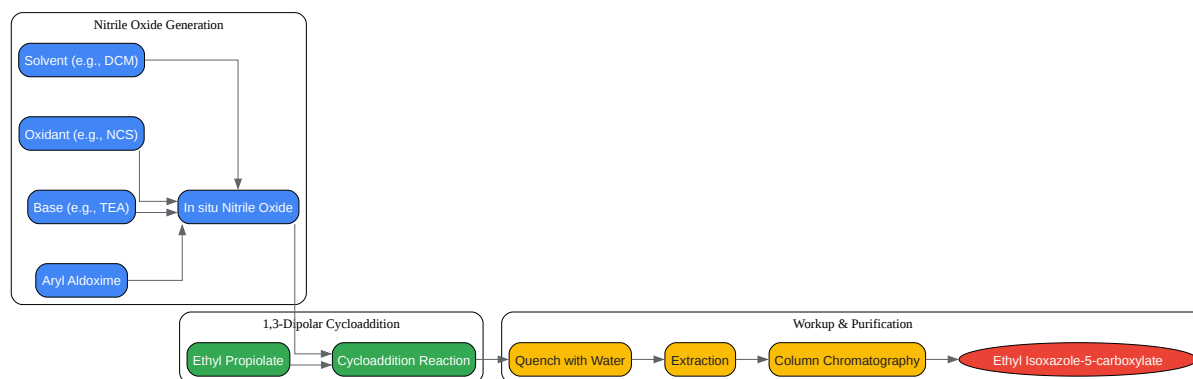 Nitrile Oxide Generation
Solvent (e.g., DCM)
Oxidant (e.g., NCS)
Base (e.g., TEA)
In situ Nitrile Oxide
Aryl Aldoxime
1,3-Dipolar Cycloaddition
Ethyl Propiolate
Cycloaddition Reaction
Workup & Purification
Quench with Water
Extraction
Column Chromatography
Ethyl Isoxazole-5-carboxylate